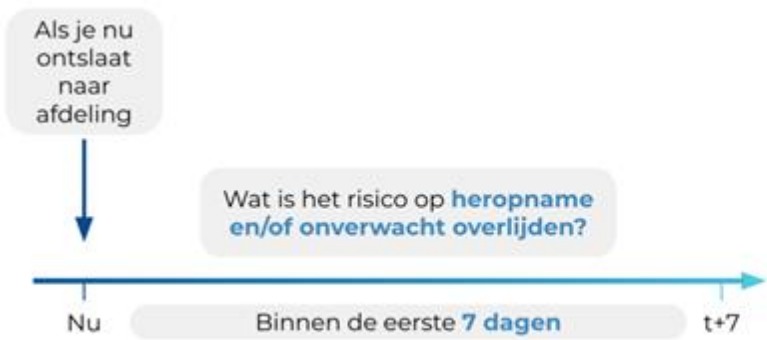 Als je nu
ontslaat
naar
afdeling
Wat is het risico op heropname
en/of onverwacht overlijden?
Nu
Binnen de eerste 7 dagen
t+7